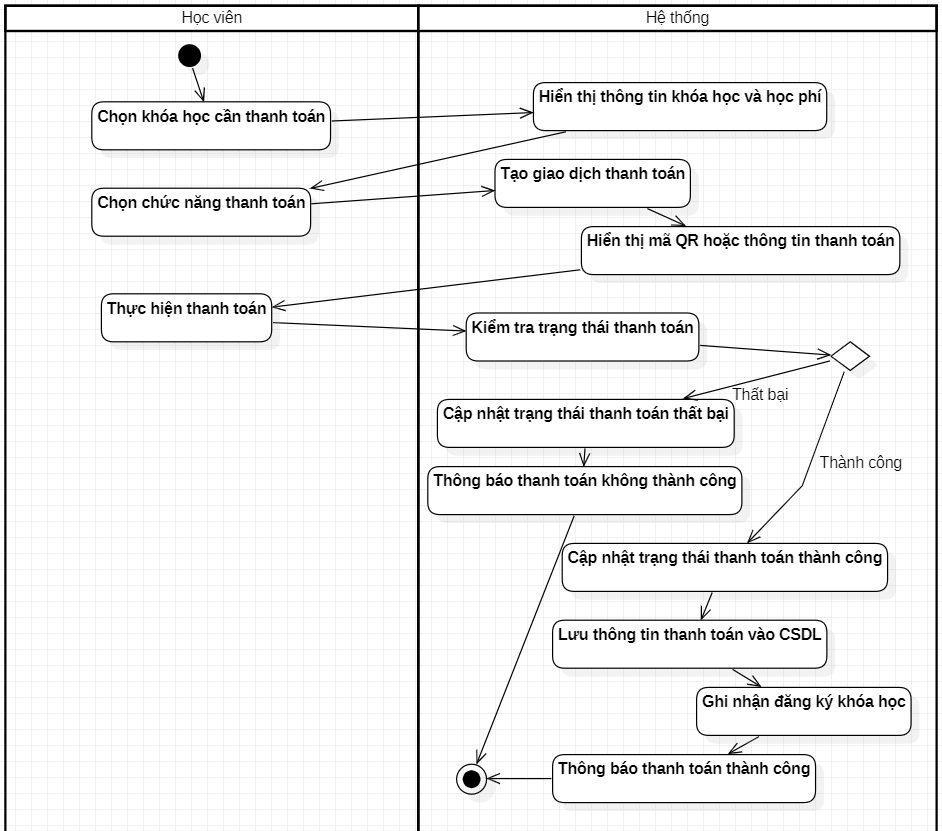 Học viên
Hệ thống
Chọn khóa học cần thanh toán
Hiển thị thông tin khóa học và học phí
Chọn chức năng thanh toán
Tạo giao dịch thanh toán
Hiển thị mã QR hoặc thông tin thanh toán
Thực hiện thanh toán
Kiểm tra trạng thái thanh toán
Thất bại
Cập nhật trạng thái thanh toán thất bại
Thành công
Thông báo thanh toán không thành công
Cập nhật trạng thái thanh toán thành công
Lưu thông tin thanh toán vào CSDL
Ghi nhận đăng ký khóa học
Thông báo thanh toán thành công